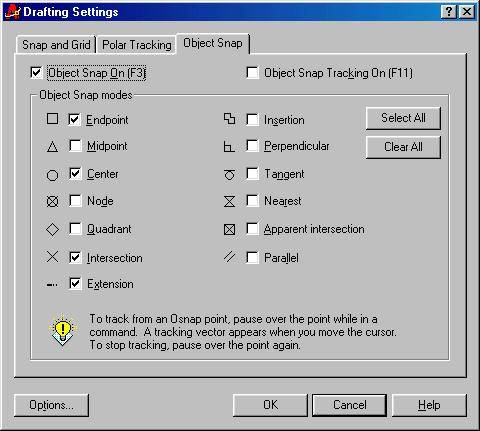 Drafting Settings
Snap and Grid Polar Tracking Object Snap
Object Snap On (F3) Object Snap Tracking On (F11)
Object Snap modes
Endpoint Insertion Select All
Midpoint Perpendicular Clear All
Center Tangent
Node Nearest
Quadrant Apparent intersection
Intersection Parallel
Extension
To track from an Osnap point, pause over the point while in a
command. A tracking vector appears when you move the cursor.
To stop tracking, pause over the point again.
Options... OK Cancel Help